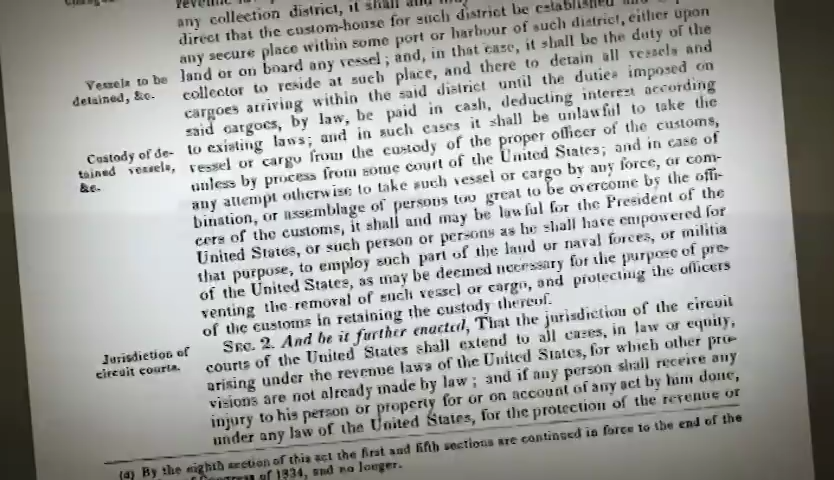 any collection district, it shall and may
direct that the custom-house for such district be established
any secure place within some port or harbour of such district, either upon
land or on board any vessel; and, in that case, it shall be the duty of the
Vessels to be
detained, &c.
collector to reside at such place, and there to detain all vessels and
cargoes arriving within the said district until the duties imposed on
said cargoes, by law, be paid in cash, deducting interest according
to existing laws; and in such cases it shall be unlawful to take the
Custody of de-
tained vessels,
&c.
vessel or cargo from the custody of the proper officer of the customs,
unless by process from some court of the United States; and in case of
any attempt otherwise to take such vessel or cargo by any force, or com-
bination, or assemblage of persons too great to be overcome by the offi-
cers of the customs, it shall and may be lawful for the President of the
United States, or such person or persons as he shall have empowered for
that purpose, to employ such part of the land or naval forces, or militia
of the United States, as may be deemed necessary for the purpose of pre-
venting the removal of such vessel or cargo, and protecting the officers
of the customs in retaining the custody thereof.
Jurisdiction of
circuit courts.
Sec. 2. And be it further enacted, That the jurisdiction of the circuit
courts of the United States shall extend to all cases, in law or equity,
arising under the revenue laws of the United States, for which other pro-
visions are not already made by law; and if any person shall receive any
injury to his person or property for or on account of any act by him done,
under any law of the United States, for the protection of the revenue or
(a) By the eighth section of this act the first and fifth sections are continued in force to the end of the
of 1834, and no longer.